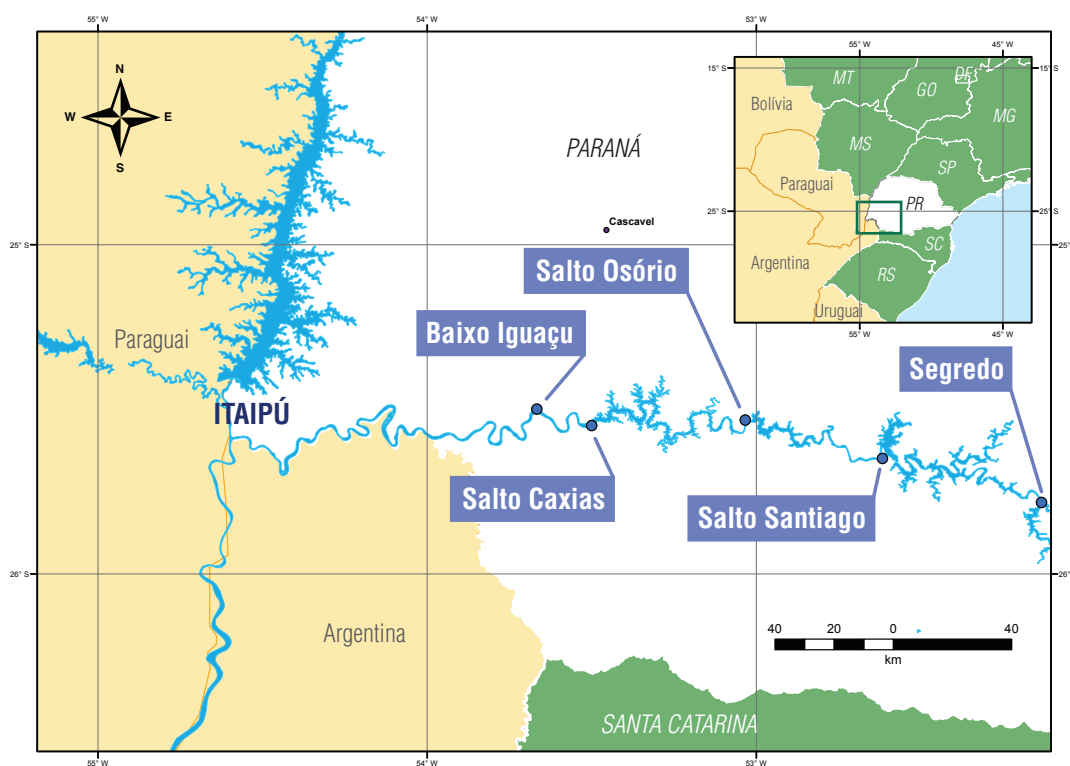 55° W
54° W
53° W
N
W
E
S
PARANÁ
Cascavel
25° S
25° S
Salto Osório
Baixo Iguaçu
Segredo
Paraguai
ITAIPÚ
Salto Caxias
Salto Santiago
26° S
26° S
Argentina
40
20
0
40
km
SANTA CATARINA
55° W
54° W
53° W
55° W
45° W
15° S
15° S
MT
DF
GO
Bolívia
MG
MS
SP
Paraguai
25° S
PR
25° S
SC
Argentina
RS
Uruguai
55° W
45° W